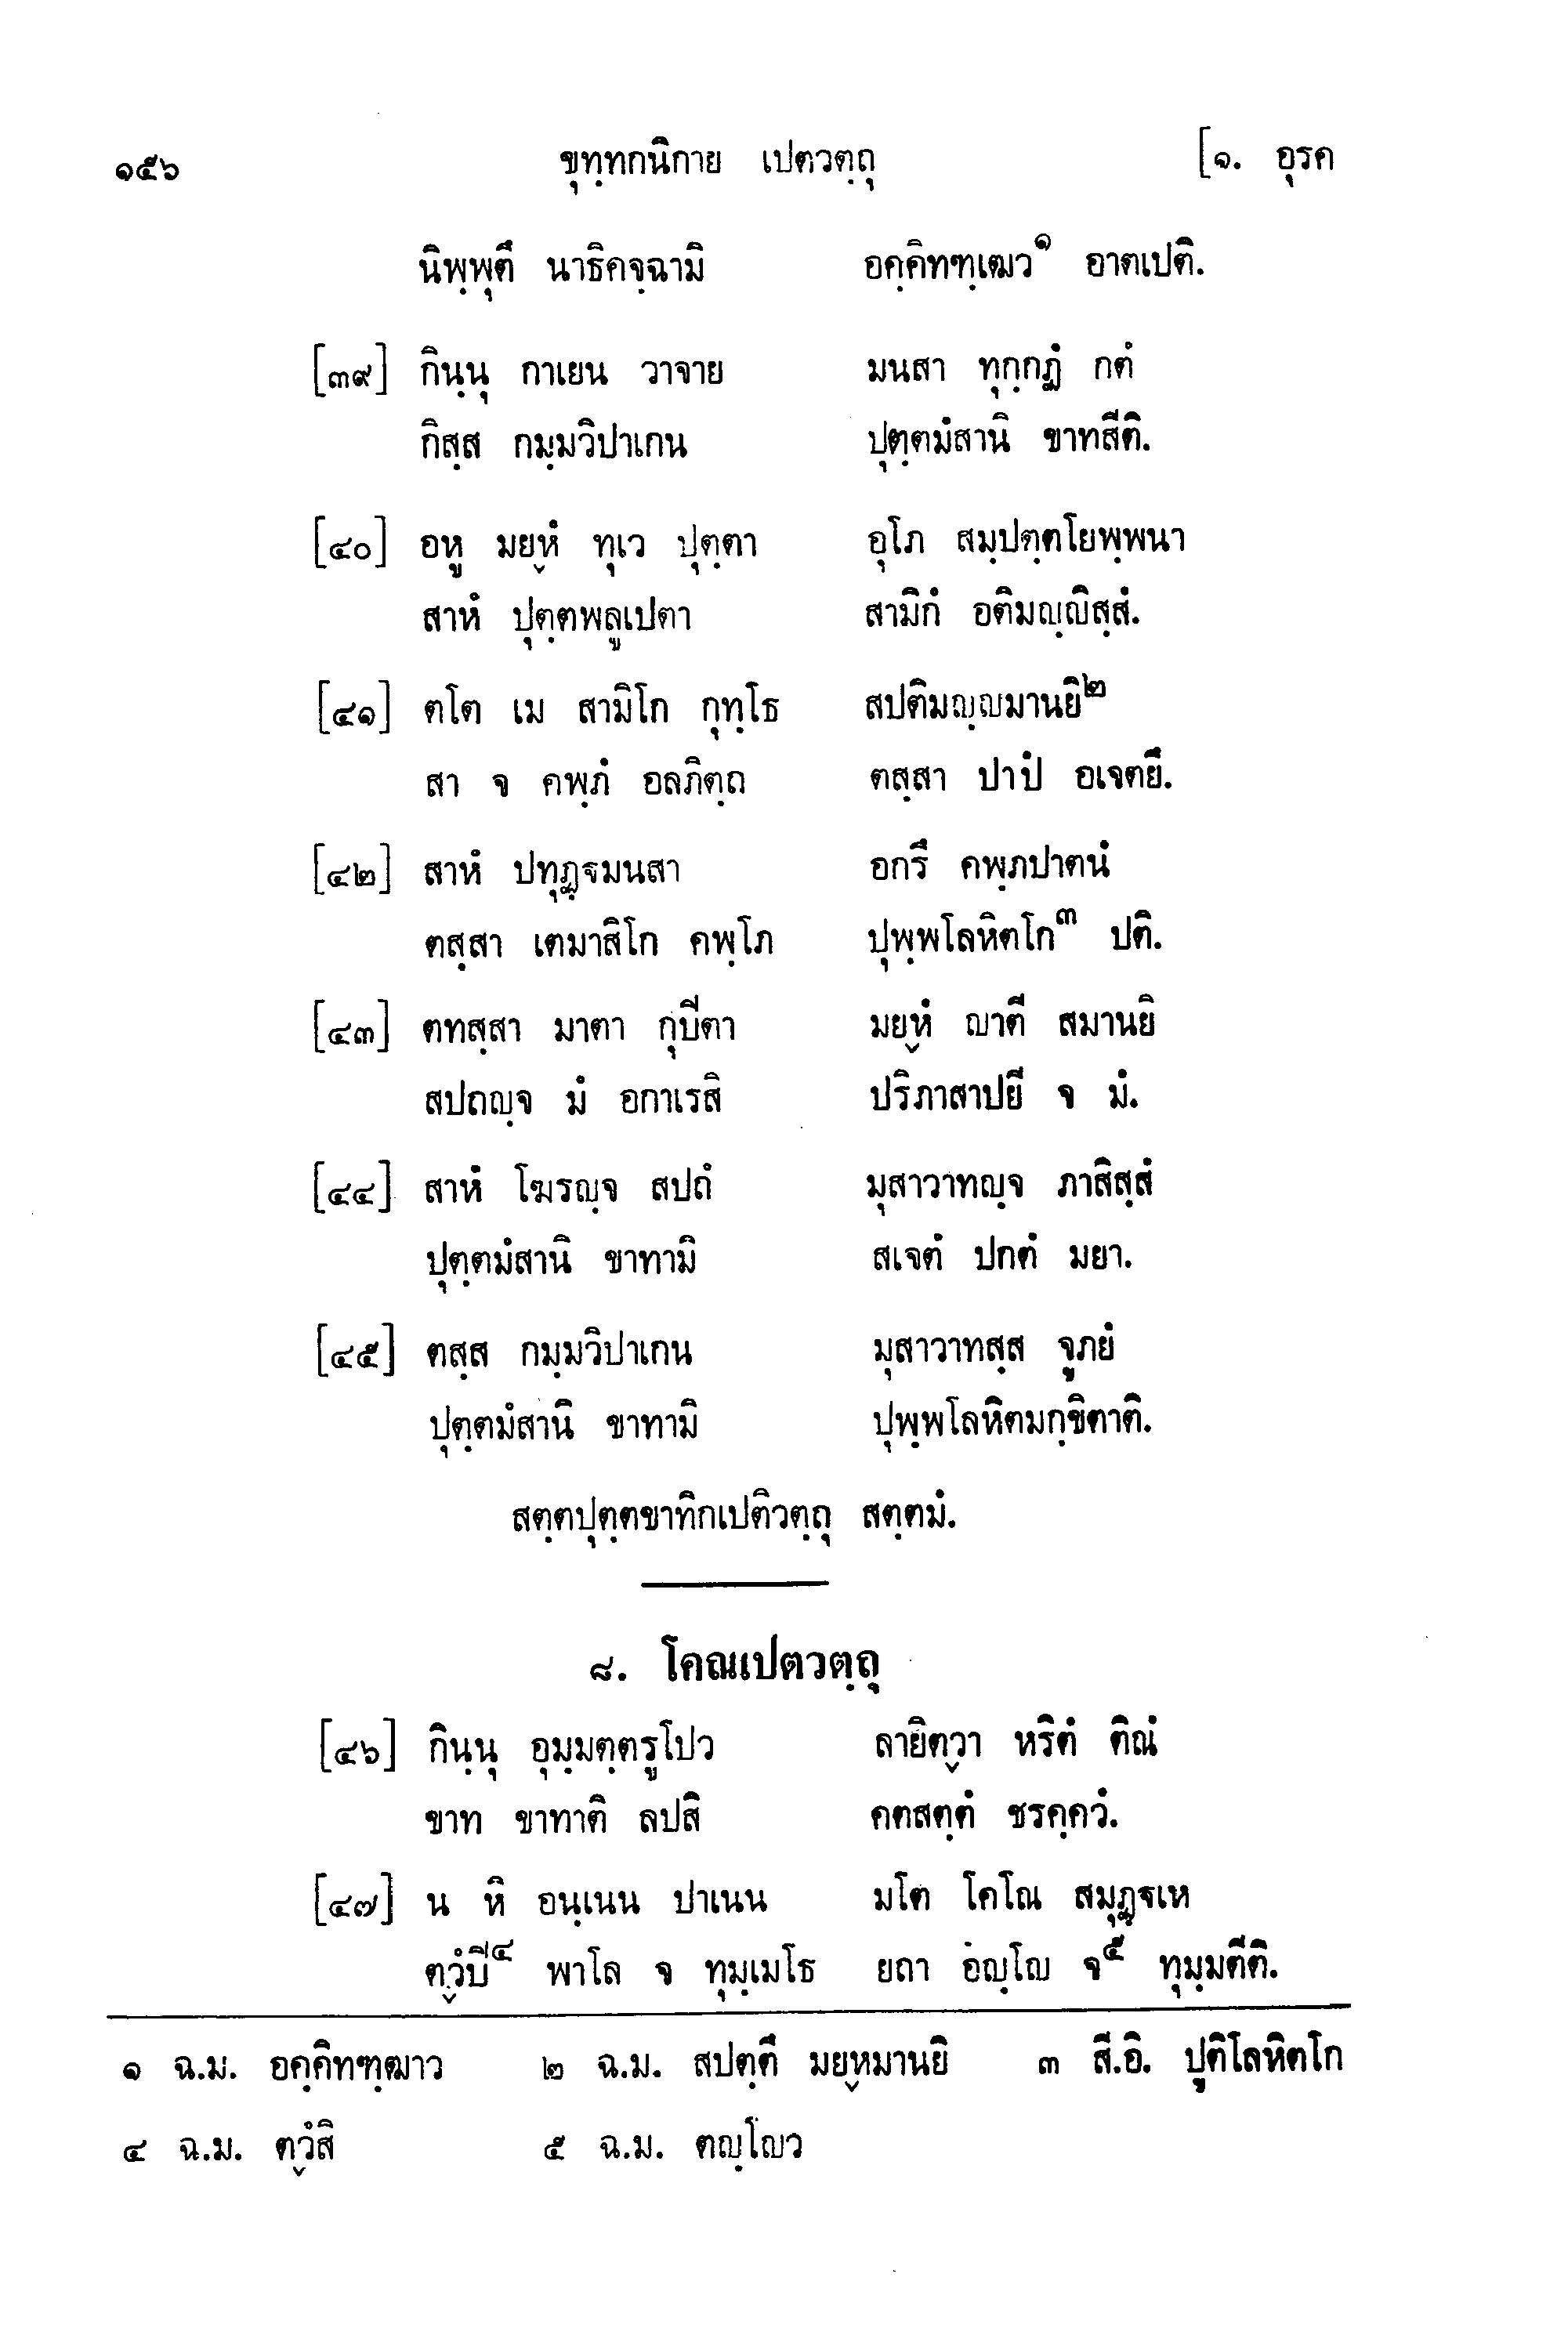 ๑๕๖ ขุทฺทกนิกาย เปตวตฺถุ [๑. อุรค
นิพฺพุตึ นาธิคจฺฉามิ อคฺคิทฑฺเฒว๑ อาตเปติ.
[๓๙] กินฺนุ กาเยน วาจาย มนสา ทุกฺกฏํ กตํ
กิสฺส กมฺมวิปาเกน ปุตฺตมํสานิ ขาทสีติ.
[๔๐] อหู มยฺหํ ทุเว ปุตฺตา อุโภ สมฺปตฺตโยพฺพนา
สาหํ ปุตฺตพลูเปตา สามิกํ อติมญฺญิสฺสํ.
[๔๑] ตโต เม สามิโก กุทฺโธ สปติมญฺญมานยิ๒
สา จ คพฺภํ อลภิตฺถ ตสฺสา ปาปํ อเจตยึ.
[๔๒] สาหํ ปทุฏฺฐมนสา อกรึ คพฺภปาตนํ
ตสฺสา เตมาสิโก คพฺโภ ปุพฺพโลหิตโก๓ ปติ.
[๔๓] ตทสฺสา มาตา กุปีตา มยฺหํ ญาตี สมานยิ
สปถญฺจ มํ อกาเรสิ ปริภาสาปยี จ มํ.
[๔๔] สาหํ โฆรญฺจ สปถํ มุสาวาทญฺจ ภาสิสฺสํ
ปุตฺตมํสานิ ขาทามิ สเจตํ ปกตํ มยา.
[๔๕] ตสฺส กมฺมวิปาเกน มุสาวาทสฺส จูภยํ
ปุตฺตมํสานิ ขาทามิ ปุพฺพโลหิตมกฺขิตาติ.
สตฺตปุตฺตขาทิกเปติวตฺถุ สตฺตมํ.
๘. โคณเปตวตฺถุ
[๔๖] กินฺนุ อุมฺมตฺตรูโปว ลายิตฺวา หริตํ ติณํ
ขาท ขาทาติ ลปสิ คตสตฺตํ ชรคฺควํ.
[๔๗] น หิ อนฺเนน ปาเนน มโต โคโณ สมุฏฺฐเห
ตฺวํปี๔ พาโล จ ทุมฺเมโธ ยถา อญฺโญ จ๕ ทุมฺมตีติ.
๑ ฉ.ม. อคฺคิทฑฺฒาว ๒ ฉ.ม. สปตฺตึ มยฺหมานยิ ๓ สี.อิ. ปูติโลหิตโก
๔ ฉ.ม. ตฺวํสิ ๕ ฉ.ม. ตญฺโญว